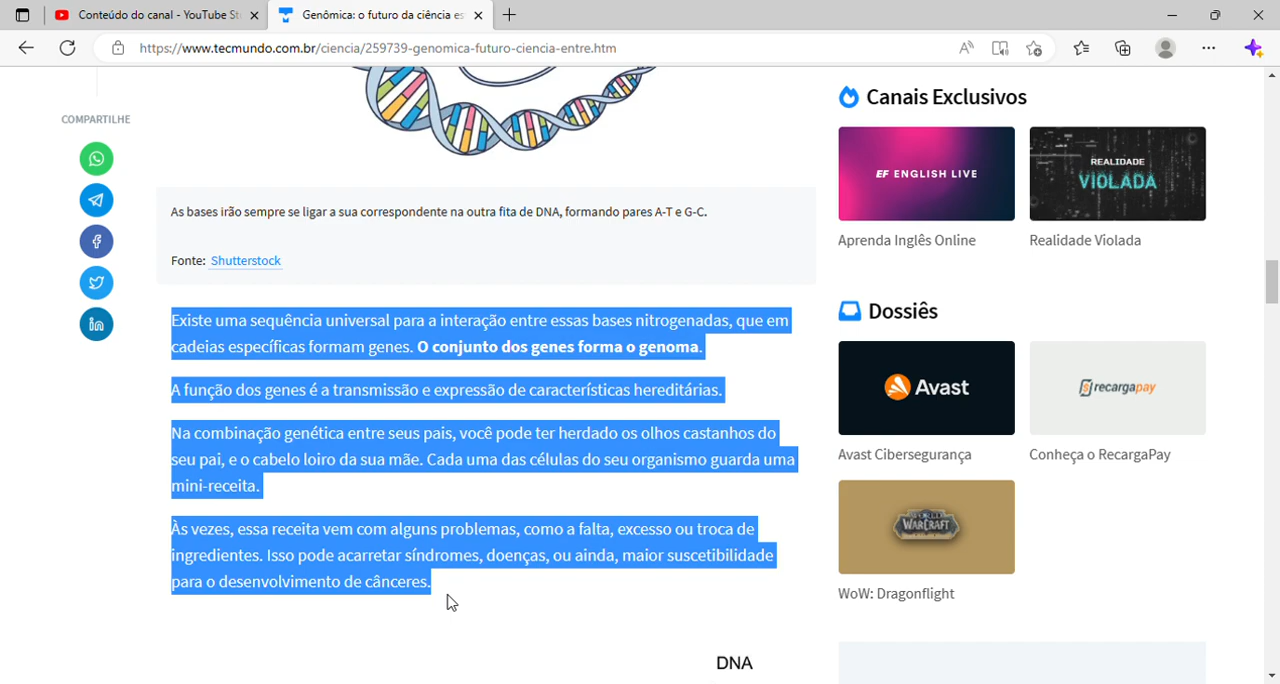 Conteúdo do canal - YouTube St
Genômica: o futuro da ciência es
https://www.tecmundo.com.br/ciencia/259739-genomica-futuro-ciencia-entre.htm
COMPARTILHE
As bases irão sempre se ligar a sua correspondente na outra fita de DNA, formando pares A-T e G-C.
Fonte: Shutterstock
Existe uma sequência universal para a interação entre essas bases nitrogenadas, que em
cadeias específicas formam genes. O conjunto dos genes forma o genoma.
A função dos genes é a transmissão e expressão de características hereditárias.
Na combinação genética entre seus pais, você pode ter herdado os olhos castanhos do
seu pai, e o cabelo loiro da sua mãe. Cada uma das células do seu organismo guarda uma
mini-receita.
Às vezes, essa receita vem com alguns problemas, como a falta, excesso ou troca de
ingredientes. Isso pode acarretar síndromes, doenças, ou ainda, maior suscetibilidade
para o desenvolvimento de cânceres.
DNA
Canais Exclusivos
EF ENGLISH LIVE
REALIDADE
VIOLADA
Aprenda Inglês Online
Realidade Violada
Dossiês
Avast
recargapay
Avast Cibersegurança
Conheça o RecargaPay
WORLD
WARCRAFT
WoW: Dragonflight